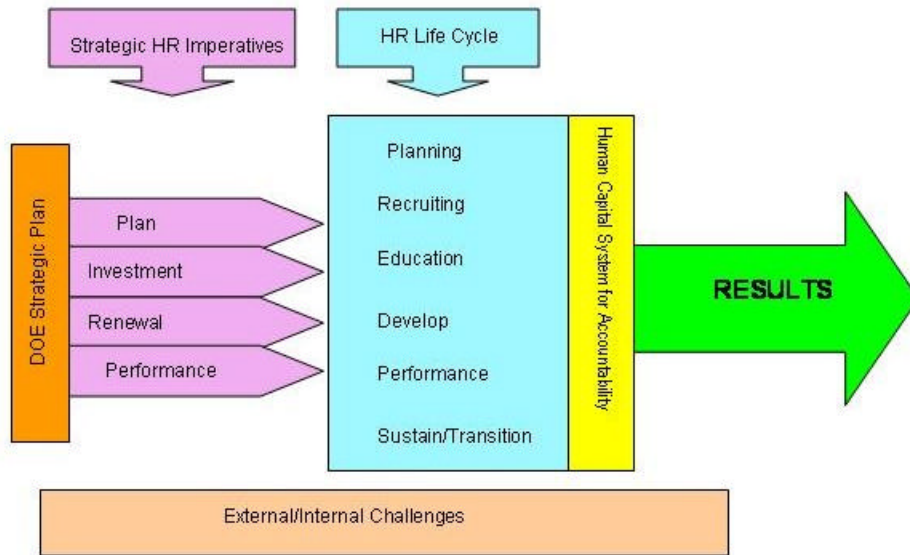 Strategic HR Imperatives
HR Life Cycle
DOE Strategic Plan
Plan
Investment
Renewal
Performance
Planning
Recruiting
Education
Develop
Performance
Sustain/Transition
Human Capital System for Accountability
RESULTS
External/Internal Challenges